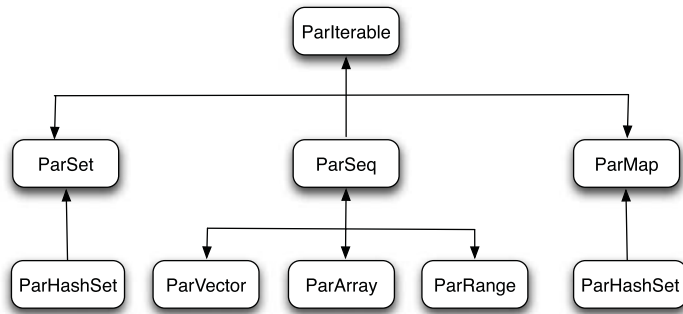 ParIterable
ParSet
ParSeq
ParMap
ParHashSet
ParVector
ParArray
ParRange
ParHashSet